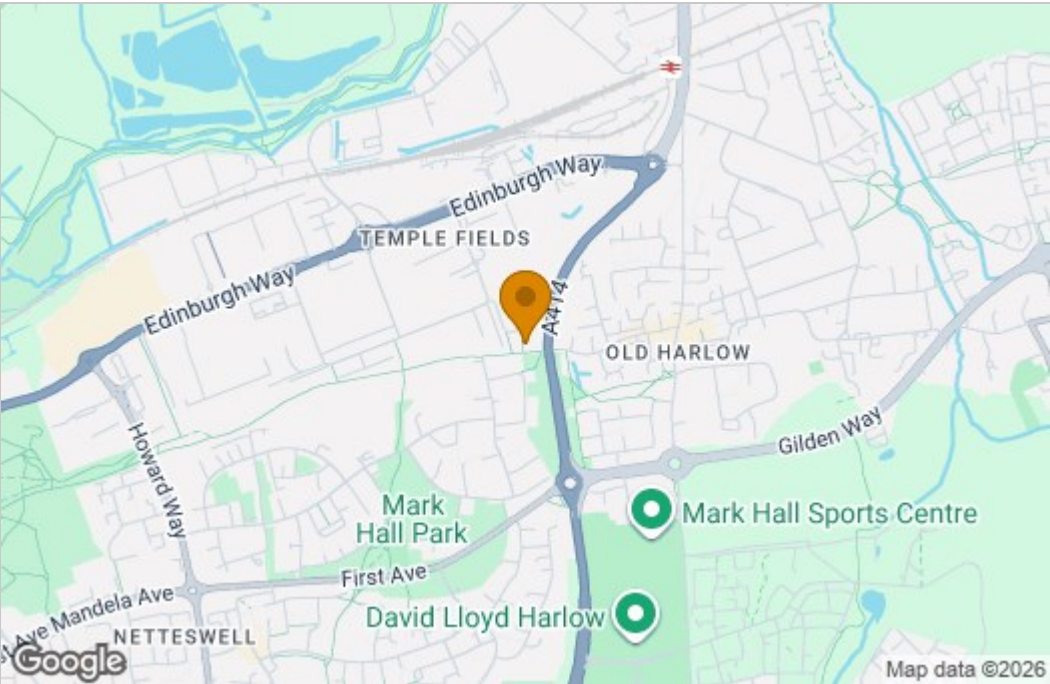 Edinburgh Way
TEMPLE FIELDS
Edinburgh Way
A414
OLD HARLOW
Howard Way
Gilden Way
Mark
Hall Park
Mark Hall Sports Centre
First Ave
David Lloyd Harlow
Ave Mandela Ave
NETTESWELL
Google
Map data ©2026